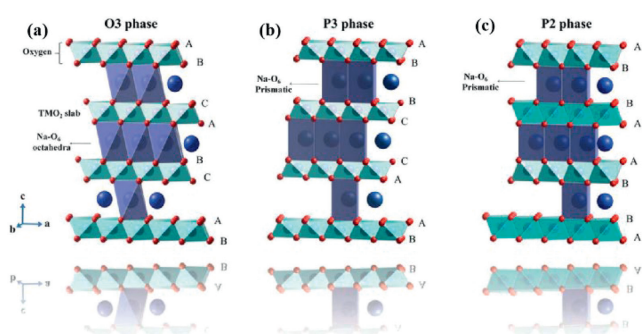 (a) O3 phase
Oxygen
A
B
C
TMO₂ slab
A
Na-O₆
octahedra
B
C
A
B
c
b a
(b) P3 phase
A
Na-O₆
Prismatic
B
B
C
C
A
A
B
(c) P2 phase
A
Na-O₆
Prismatic
B
B
A
A
B
B
A